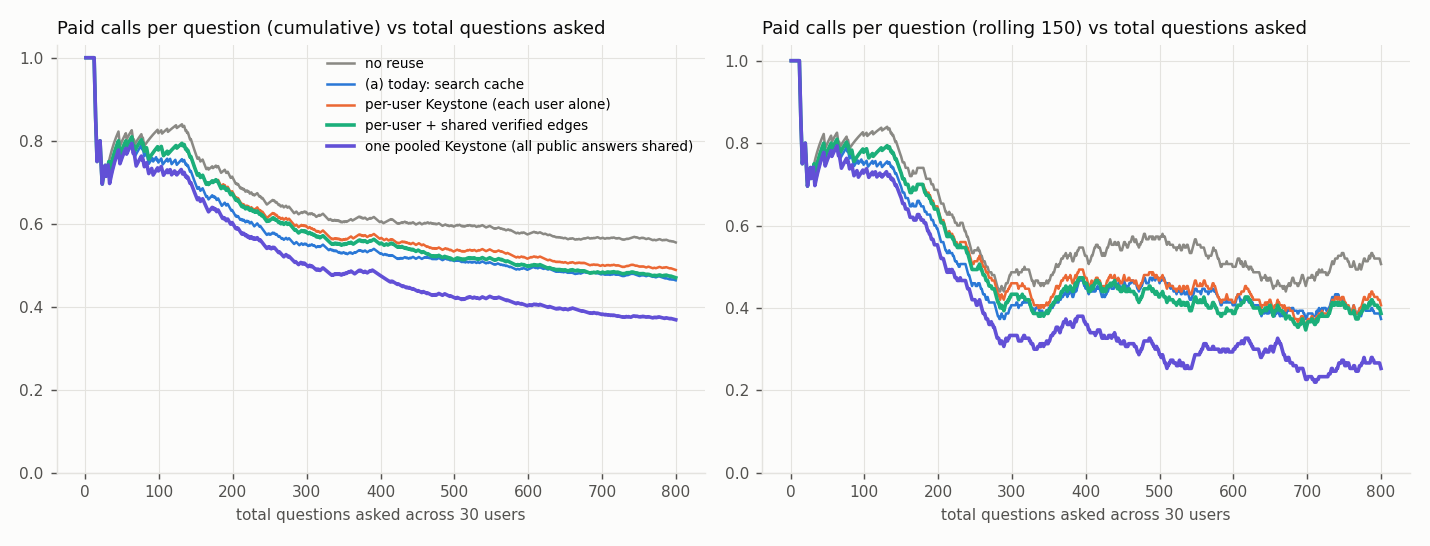 Paid calls per question (cumulative) vs total questions asked
1.0
0.8
0.6
0.4
0.2
0.0
no reuse
(a) today: search cache
per-user Keystone (each user alone)
per-user + shared verified edges
one pooled Keystone (all public answers shared)
0 100 200 300 400 500 600 700 800
total questions asked across 30 users
Paid calls per question (rolling 150) vs total questions asked
1.0
0.8
0.6
0.4
0.2
0.0
0 100 200 300 400 500 600 700 800
total questions asked across 30 users